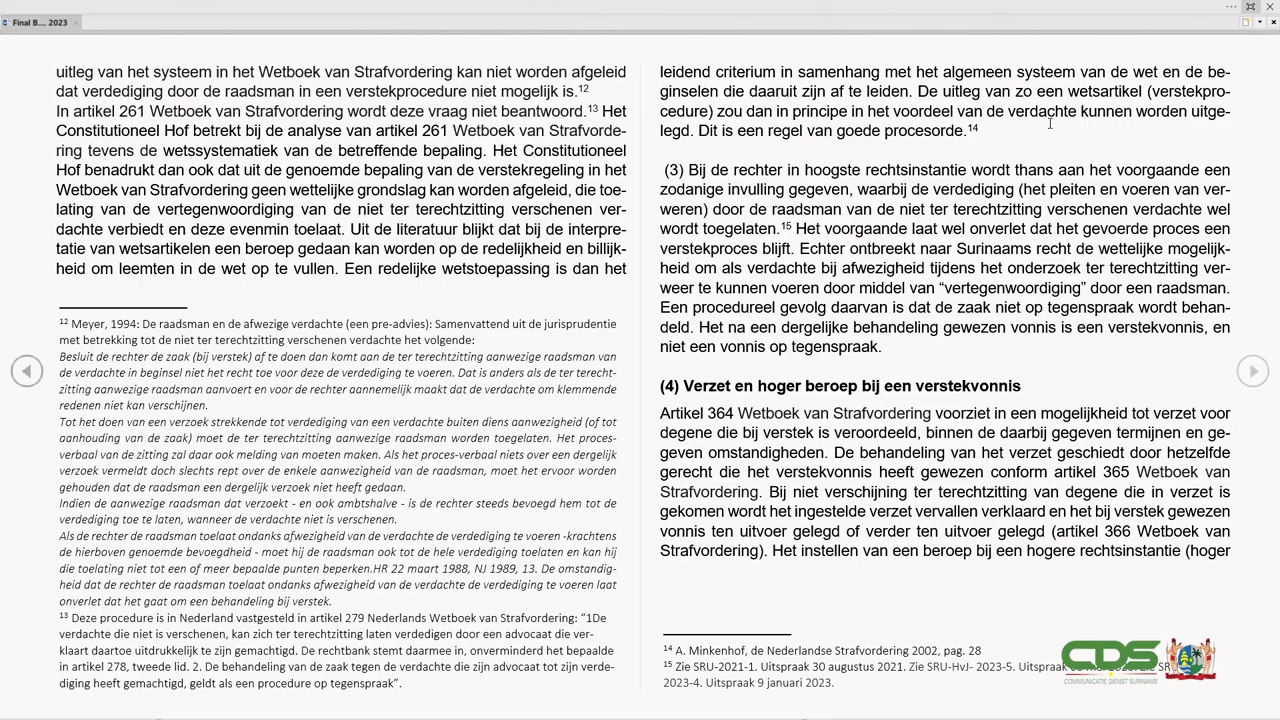 Final B.... 2023
uitleg van het systeem in het Wetboek van Strafvordering kan niet worden afgeleid
dat verdediging door de raadsman in een verstekprocedure niet mogelijk is.12
In artikel 261 Wetboek van Strafvordering wordt deze vraag niet beantwoord.13 Het
Constitutioneel Hof betrekt bij de analyse van artikel 261 Wetboek van Strafvorde-
ring tevens de wetssystematiek van de betreffende bepaling. Het Constitutioneel
Hof benadrukt dan ook dat uit de genoemde bepaling van de verstekregeling in het
Wetboek van Strafvordering geen wettelijke grondslag kan worden afgeleid, die toe-
lating van de vertegenwoordiging van de niet ter terechtzitting verschenen ver-
dachte verbiedt en deze evenmin toelaat. Uit de literatuur blijkt dat bij de interpre-
tatie van wetsartikelen een beroep gedaan kan worden op de redelijkheid en billijk-
heid om leemten in de wet op te vullen. Een redelijke wetstoepassing is dan het
12 Meyer, 1994: De raadsman en de afwezige verdachte (een pre-advies): Samenvattend uit de jurisprudentie
met betrekking tot de niet ter terechtzitting verschenen verdachte het volgende:
Besluit de rechter de zaak (bij verstek) af te doen dan komt aan de ter terechtzitting aanwezige raadsman van
de verdachte in beginsel niet het recht toe voor deze de verdediging te voeren. Dat is anders als de terecht-
zitting aanwezige raadsman aanvoert en voor de rechter aannemelijk maakt dat de verdachte om klemmende
redenen niet kan verschijnen.
Tot het doen van een verzoek strekkende tot verdediging van een verdachte buiten diens aanwezigheid (of tot
aanhouding van de zaak) moet de ter terechtzitting aanwezige raadsman worden toegelaten. Het proces-
verbaal van de zitting zal daar ook melding van moeten maken. Als het proces-verbaal niets over een dergelijk
verzoek vermeldt doch slechts rept over de enkele aanwezigheid van de raadsman, moet het ervoor worden
gehouden dat de raadsman een dergelijk verzoek niet heeft gedaan.
Indien de aanwezige raadsman dat verzoekt - en ook ambtshalve - is de rechter steeds bevoegd hem tot de
verdediging toe te laten, wanneer de verdachte niet is verschenen.
Als de rechter de raadsman toelaat ondanks afwezigheid van de verdachte de verdediging te voeren -krachtens
de hierboven genoemde bevoegdheid - moet hij de raadsman ook tot de hele verdediging toelaten en kan hij
die toelating niet tot een of meer bepaalde punten beperken.HR 22 maart 1988, NJ 1989, 13. De omstandig-
heid dat de rechter de raadsman toelaat ondanks afwezigheid van de verdachte de verdediging te voeren laat
onverlet dat het gaat om een behandeling bij verstek.
13 Deze procedure is in Nederland vastgesteld in artikel 279 Nederlands Wetboek van Strafvordering: “1De
verdachte die niet is verschenen, kan zich ter terechtzitting laten verdedigen door een advocaat die ver-
klaart daartoe uitdrukkelijk te zijn gemachtigd. De rechtbank stemt daarmee in, onverminderd het bepaalde
in artikel 278, tweede lid. 2. De behandeling van de zaak tegen de verdachte die zijn advocaat tot zijn verde-
diging heeft gemachtigd, geldt als een procedure op tegenspraak”.
leidend criterium in samenhang met het algemeen systeem van de wet en de be-
ginselen die daaruit zijn af te leiden. De uitleg van zo een wetsartikel (verstekpro-
cedure) zou dan in principe in het voordeel van de verdachte kunnen worden uitge-
legd. Dit is een regel van goede procesorde.14
(3) Bij de rechter in hoogste rechtsinstantie wordt thans aan het voorgaande een
zodanige invulling gegeven, waarbij de verdediging (het pleiten en voeren van ver-
weren) door de raadsman van de niet ter terechtzitting verschenen verdachte wel
wordt toegelaten.15 Het voorgaande laat wel onverlet dat het gevoerde proces een
verstekproces blijft. Echter ontbreekt naar Surinaams recht de wettelijke mogelijk-
heid om als verdachte bij afwezigheid tijdens het onderzoek ter terechtzitting ver-
weer te kunnen voeren door middel van “vertegenwoordiging” door een raadsman.
Een procedureel gevolg daarvan is dat de zaak niet op tegenspraak wordt behan-
deld. Het na een dergelijke behandeling gewezen vonnis is een verstekvonnis, en
niet een vonnis op tegenspraak.
(4) Verzet en hoger beroep bij een verstekvonnis
Artikel 364 Wetboek van Strafvordering voorziet in een mogelijkheid tot verzet voor
degene die bij verstek is veroordeeld, binnen de daarbij gegeven termijnen en ge-
geven omstandigheden. De behandeling van het verzet geschiedt door hetzelfde
gerecht die het verstekvonnis heeft gewezen conform artikel 365 Wetboek van
Strafvordering. Bij niet verschijning ter terechtzitting van degene die in verzet is
gekomen wordt het ingestelde verzet vervallen verklaard en het bij verstek gewezen
vonnis ten uitvoer gelegd of verder ten uitvoer gelegd (artikel 366 Wetboek van
Strafvordering). Het instellen van een beroep bij een hogere rechtsinstantie (hoger
14 A. Minkenhof, de Nederlandse Strafvordering 2002, pag. 28
15 Zie SRU-2021-1. Uitspraak 30 augustus 2021. Zie SRU-HvJ- 2023-5. Uitspraak
2023-4. Uitspraak 9 januari 2023.
CDS
COMMUNICATIE DIENST SURINAME